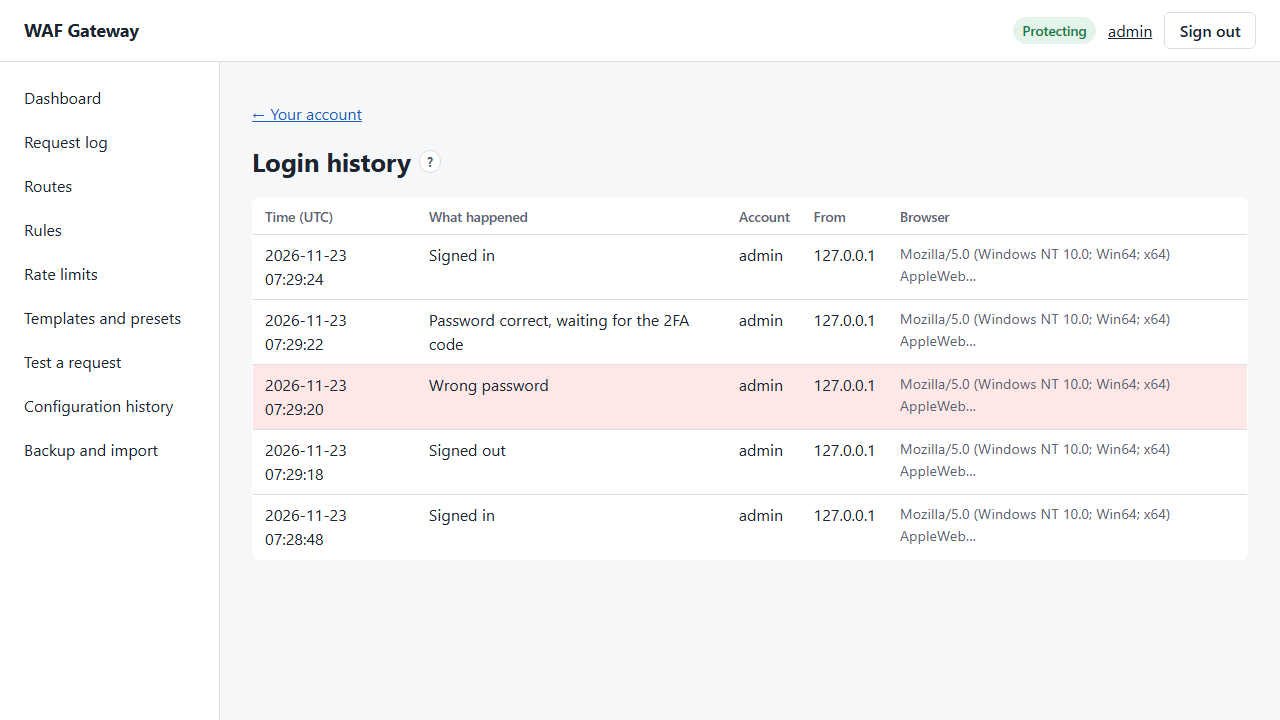 WAF Gateway
Protecting
admin
Sign out
Dashboard
Request log
Routes
Rules
Rate limits
Templates and presets
Test a request
Configuration history
Backup and import
← Your account
Login history ?
Time (UTC) What happened Account From Browser
2026-11-23 Signed in admin 127.0.0.1 Mozilla/5.0 (Windows NT 10.0; Win64; x64)
07:29:24 AppleWeb...
2026-11-23 Password correct, waiting for the 2FA admin 127.0.0.1 Mozilla/5.0 (Windows NT 10.0; Win64; x64)
07:29:22 code AppleWeb...
2026-11-23 Wrong password admin 127.0.0.1 Mozilla/5.0 (Windows NT 10.0; Win64; x64)
07:29:20 AppleWeb...
2026-11-23 Signed out admin 127.0.0.1 Mozilla/5.0 (Windows NT 10.0; Win64; x64)
07:29:18 AppleWeb...
2026-11-23 Signed in admin 127.0.0.1 Mozilla/5.0 (Windows NT 10.0; Win64; x64)
07:28:48 AppleWeb...